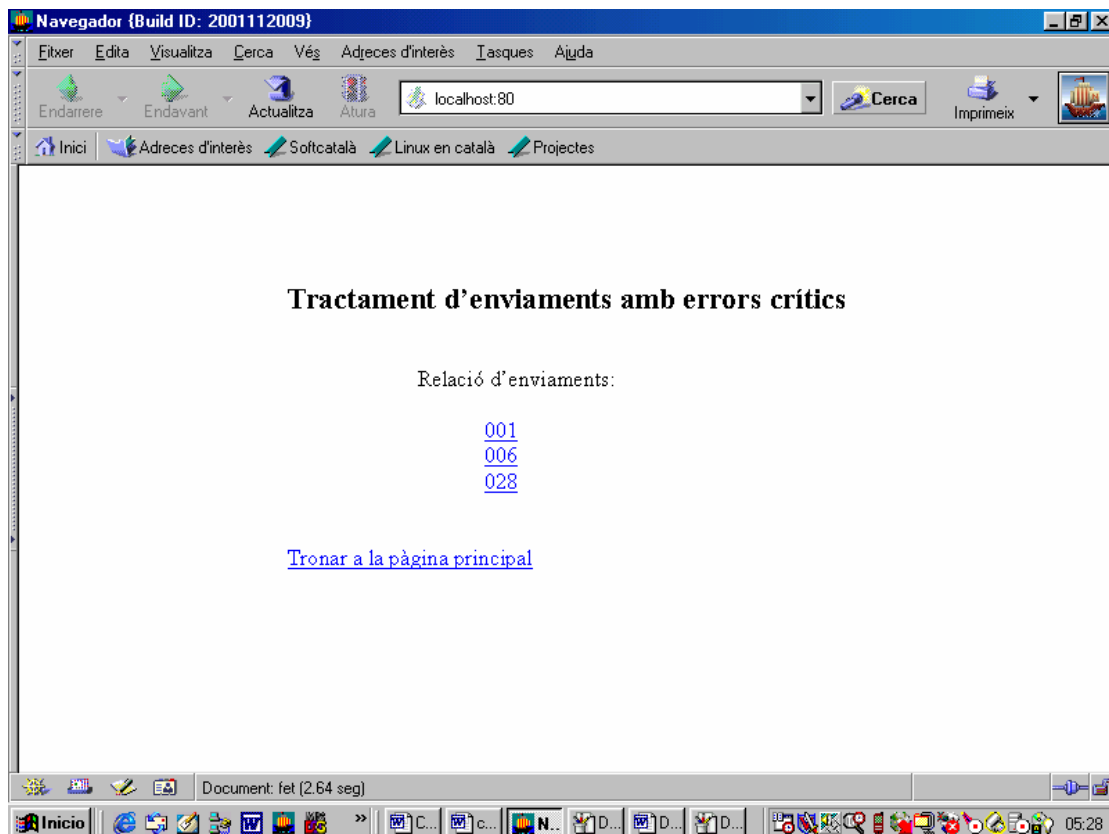 Navegador {Build ID: 2001112009}
Fitxer Edita Visualitza Cerca Vés Adreces d'interès Tasques Ajuda
Endarrere Endavant Actualitza Atura localhost:80 Cerca Imprimeix
Inici Adreces d'interès Softcatalà Linux en català Projectes
Tractament d'enviaments amb errors crítics
Relació d'enviaments:
001
006
028
Tronar a la pàgina principal
Document: fet (2.64 seg)
Inicio » C... c... N.. D... D... D... 05:28